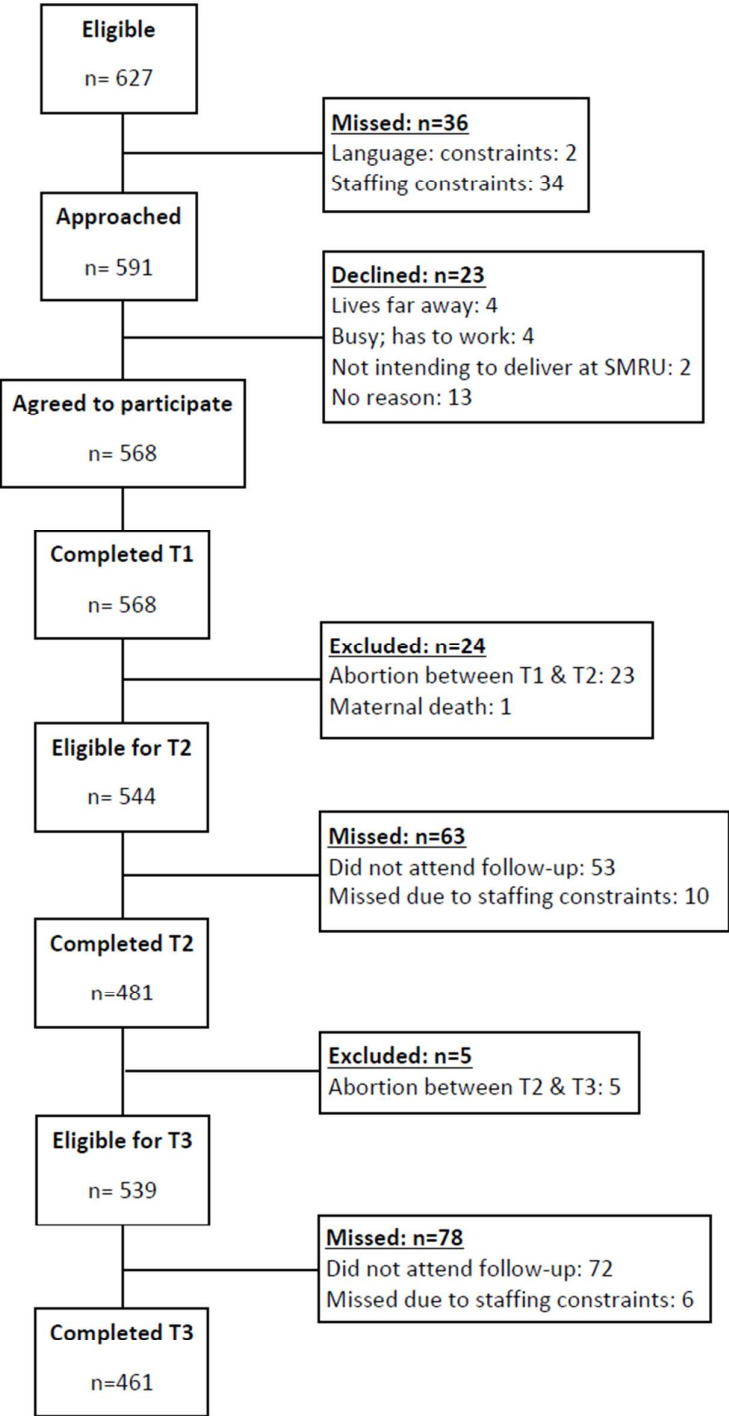 Eligible
n= 627
Missed: n=36
Language: constraints: 2
Staffing constraints: 34
Approached
n= 591
Declined: n=23
Lives far away: 4
Busy; has to work: 4
Not intending to deliver at SMRU: 2
No reason: 13
Agreed to participate
n= 568
Completed T1
n= 568
Excluded: n=24
Abortion between T1 & T2: 23
Maternal death: 1
Eligible for T2
n= 544
Missed: n=63
Did not attend follow-up: 53
Missed due to staffing constraints: 10
Completed T2
n=481
Excluded: n=5
Abortion between T2 & T3: 5
Eligible for T3
n= 539
Missed: n=78
Did not attend follow-up: 72
Missed due to staffing constraints: 6
Completed T3
n=461